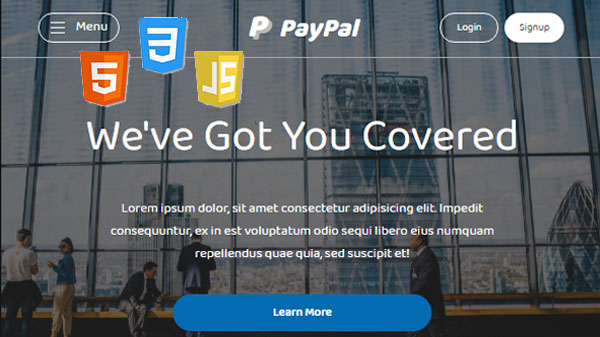 Menu
PayPal
Login
Signup
5
3
JS
We've Got You Covered
Lorem ipsum dolor, sit amet consectetur adipisicing elit. Impedit
consequuntur, ex in est voluptatum odio sequi libero eius numquam
repellendus quae quia, sed suscipit et!
Learn More